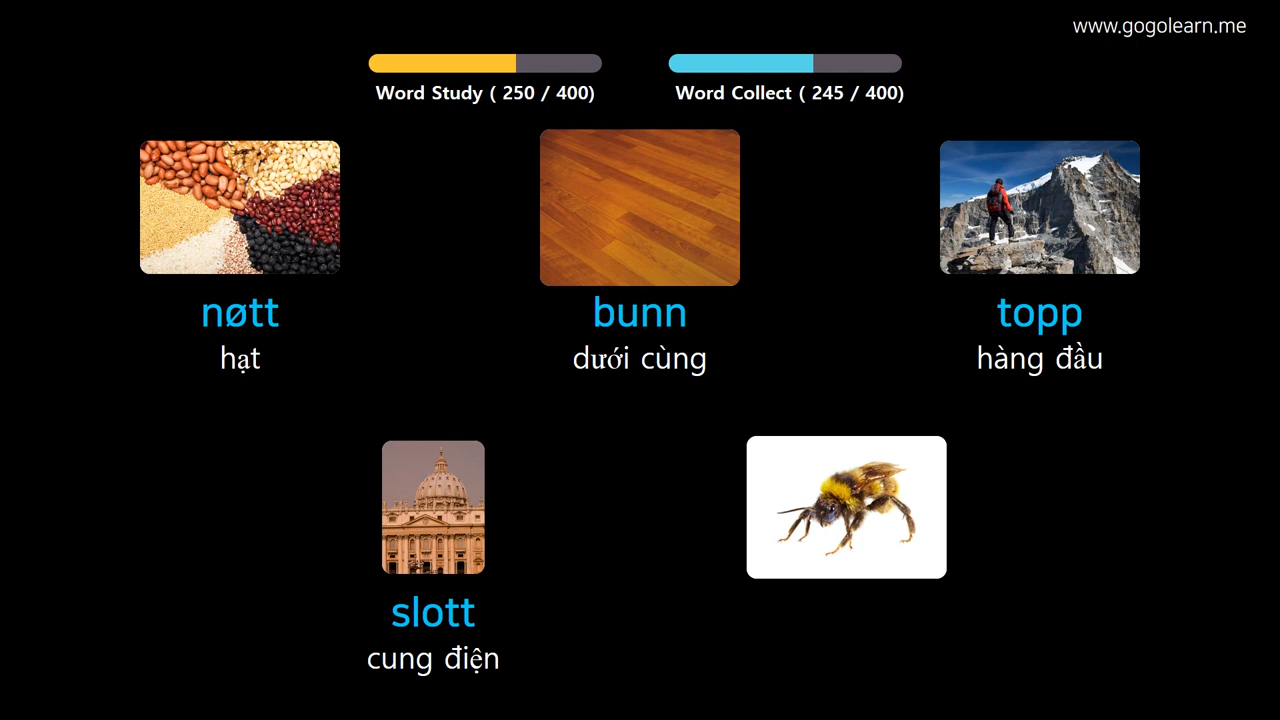 www.gogolearn.me
Word Study ( 250 / 400)
Word Collect ( 245 / 400)
nøtt
hạt
bunn
dưới cùng
topp
hàng đầu
slott
cung điện